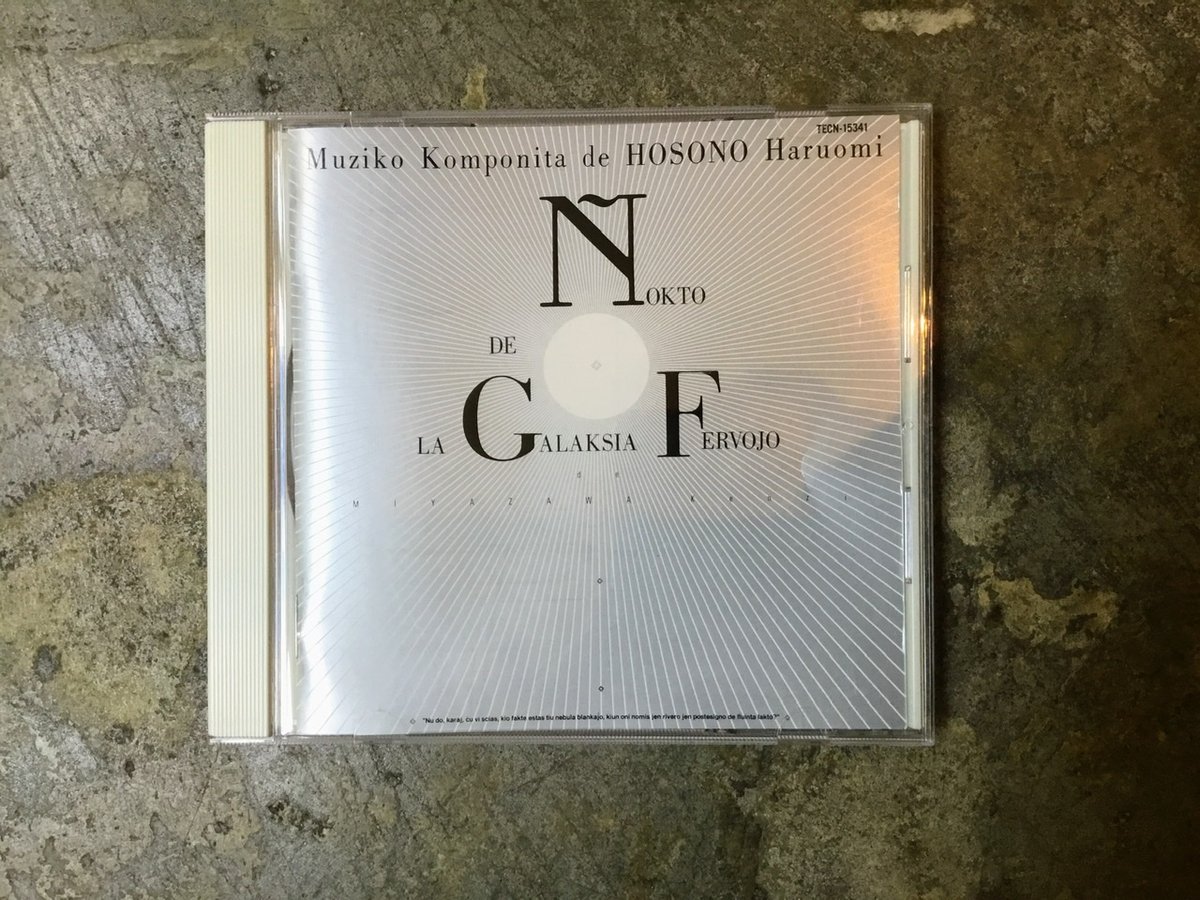 TECN-15341
Muziko Komponita de HOSONO Haruomi
ÑOKTO
DE
LA GALAKSIA FERVOJO
de
MIYAZAWA Kenzi
"Nu do, karaj, cu vi scias, kio fakte estas tiu nebula blankajo, kiun oni nomis jen rivero jen postesigno de fluinta lakto?"